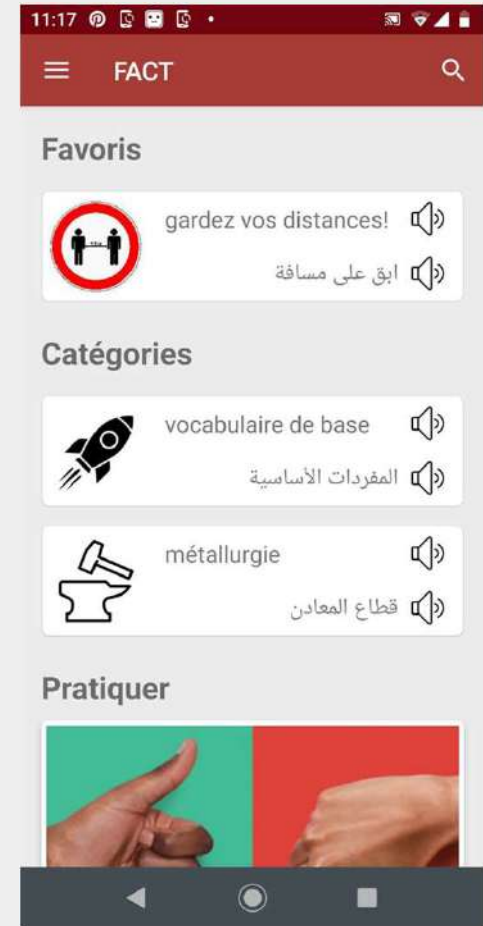 11:17
FACT
Favoris
gardez vos distances!
ابق على مسافة
Catégories
vocabulaire de base
المفردات الأساسية
métallurgie
قطاع المعادن
Pratiquer